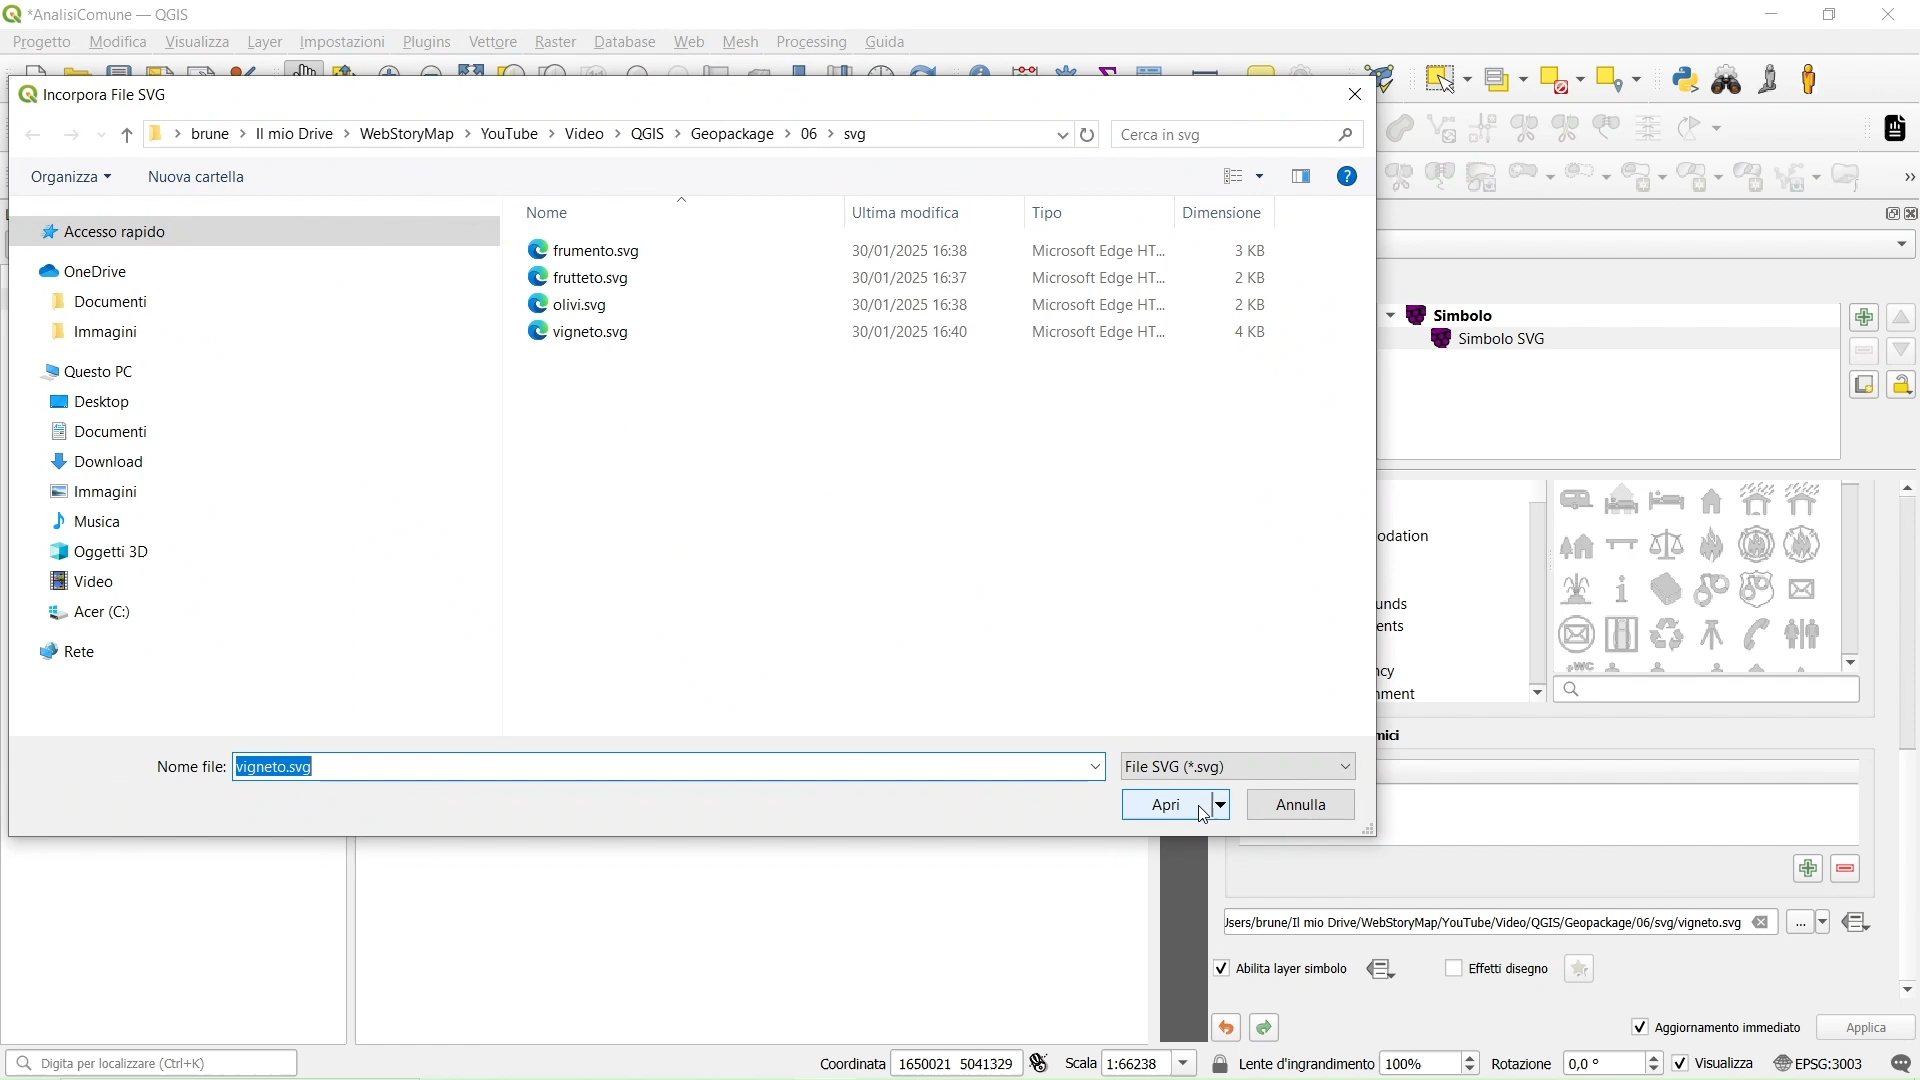 *AnalisiComune — QGIS
Progetto Modifica Visualizza Layer Impostazioni Plugins Vettore Raster Database Web Mesh Processing Guida
Incorpora File SVG
brune > Il mio Drive > WebStoryMap > YouTube > Video > QGIS > Geopackage > 06 > svg
Cerca in svg
Organizza
Nuova cartella
Nome Ultima modifica Tipo Dimensione
frumento.svg 30/01/2025 16:38 Microsoft Edge HT... 3 KB
frutteto.svg 30/01/2025 16:37 Microsoft Edge HT... 2 KB
olivi.svg 30/01/2025 16:38 Microsoft Edge HT... 2 KB
vigneto.svg 30/01/2025 16:40 Microsoft Edge HT... 4 KB
Accesso rapido
OneDrive
Documenti
Immagini
Questo PC
Desktop
Documenti
Download
Immagini
Musica
Oggetti 3D
Video
Acer (C:)
Rete
Nome file: vigneto.svg
File SVG (*.svg)
Apri
Annulla
Simbolo
Simbolo SVG
odation
unds
ents
ncy
nment
+WC
mici
Jsers/brune/Il mio Drive/WebStoryMap/YouTube/Video/QGIS/Geopackage/06/svg/vigneto.svg
...
Abilita layer simbolo
Effetti disegno
Aggiornamento immediato
Applica
Digita per localizzare (Ctrl+K)
Coordinata 1650021 5041329 Scala 1:66238 Lente d'ingrandimento 100% Rotazione 0,0 ° Visualizza EPSG:3003